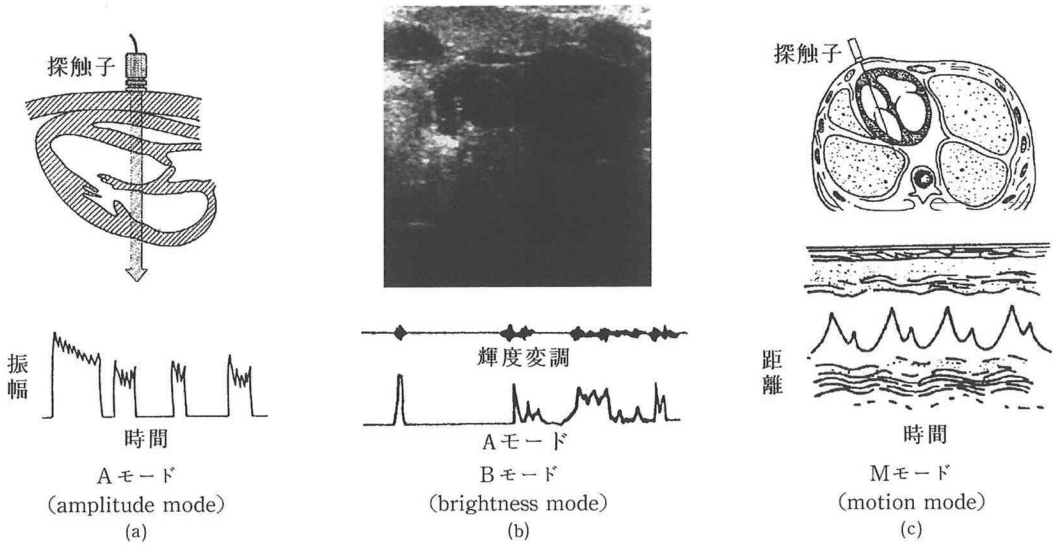 探触子
振幅
時間
Aモード
(amplitude mode)
(a)
輝度変調
Aモード
Bモード
(brightness mode)
(b)
探触子
距離
時間
Mモード
(motion mode)
(c)